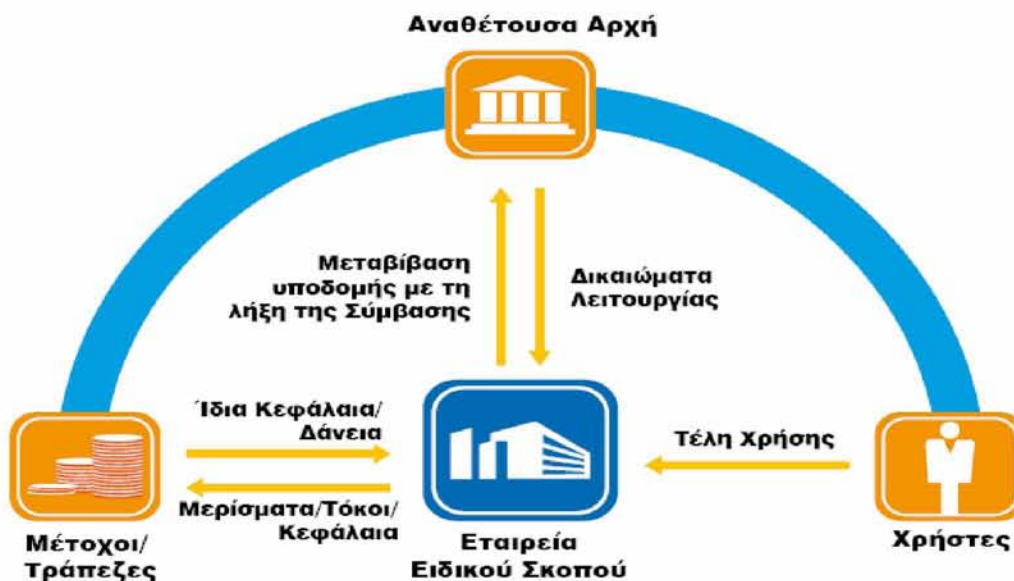 Αναθέτουσα Αρχή
Μεταβίβαση
υποδομής με τη
λήξη της Σύμβασης
Δικαιώματα
Λειτουργίας
Ίδια Κεφάλαια/
Δάνεια
Τέλη Χρήσης
Μερίσματα/Τόκοι/
Κεφάλαια
Μέτοχοι/
Τράπεζες
Εταιρεία
Ειδικού Σκοπού
Χρήστες